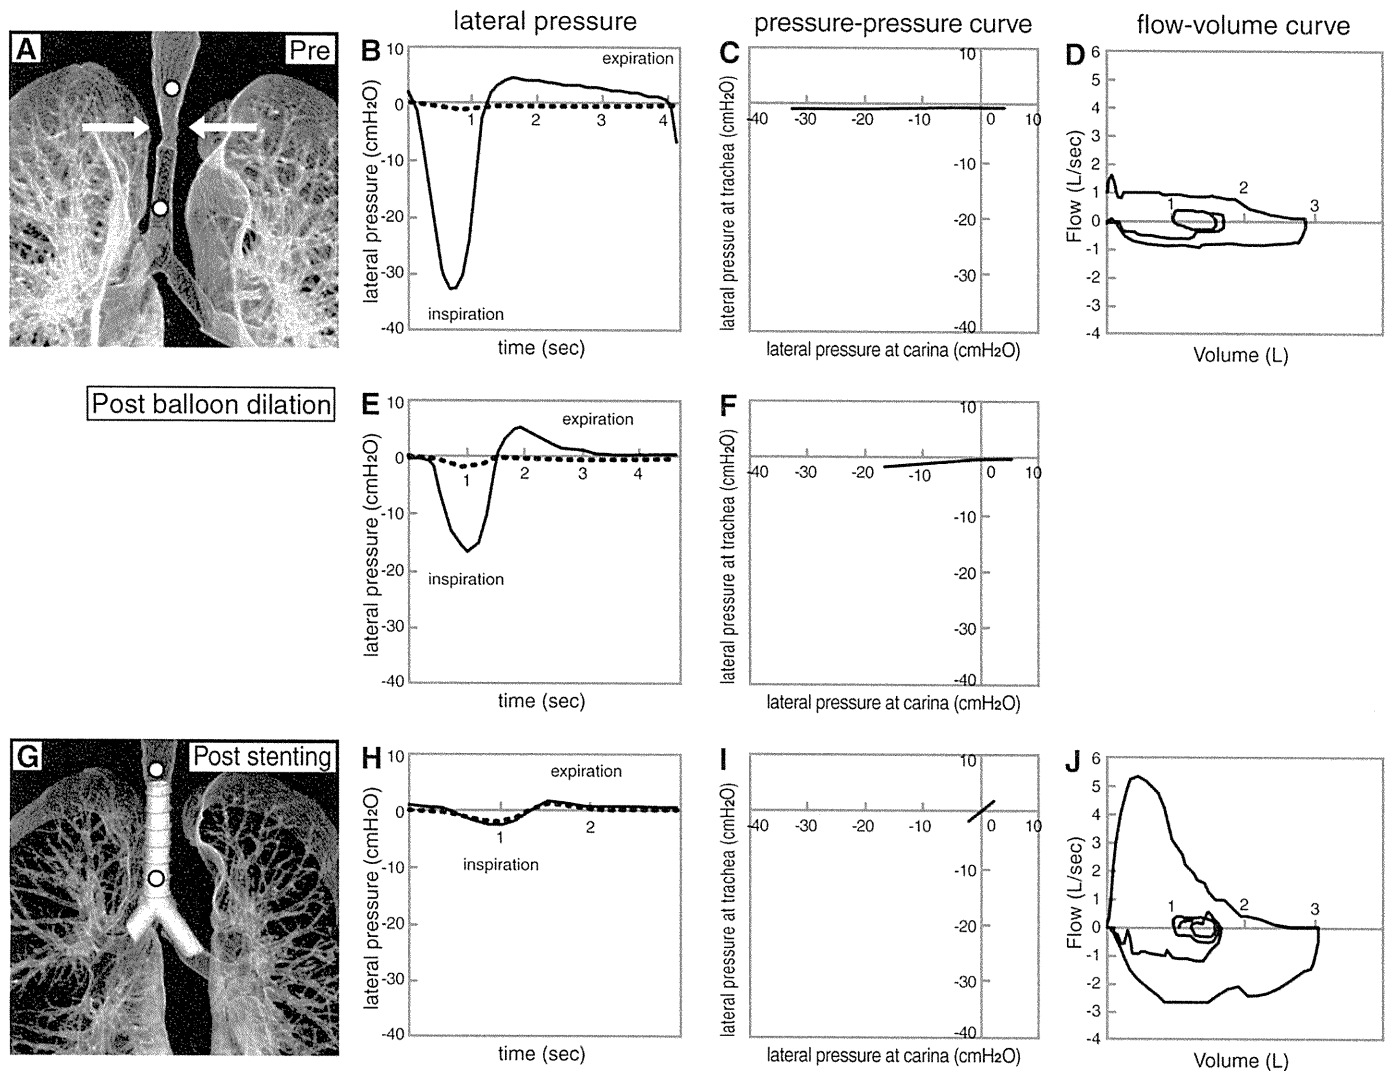 lateral pressure
pressure-pressure curve
flow-volume curve
A
Pre
B
10
0
-10
-20
-30
-40
1
2
3
4
expiration
inspiration
lateral pressure (cmH2O)
time (sec)
C
10
-10
-20
-30
-40
-40
-30
-20
-10
0
10
lateral pressure at trachea (cmH2O)
lateral pressure at carina (cmH2O)
D
6
5
4
3
2
1
0
-1
-2
-3
-4
1
2
3
Flow (L/sec)
Volume (L)
Post balloon dilation
E
10
0
-10
-20
-30
-40
1
2
3
4
expiration
inspiration
lateral pressure (cmH2O)
time (sec)
F
10
-10
-20
-30
-40
-40
-30
-20
-10
0
10
lateral pressure at trachea (cmH2O)
lateral pressure at carina (cmH2O)
G
Post stenting
H
10
0
-10
-20
-30
-40
1
2
expiration
inspiration
lateral pressure (cmH2O)
time (sec)
I
10
-10
-20
-30
-40
-40
-30
-20
-10
0
10
lateral pressure at trachea (cmH2O)
lateral pressure at carina (cmH2O)
J
6
5
4
3
2
1
0
-1
-2
-3
-4
1
2
3
Flow (L/sec)
Volume (L)